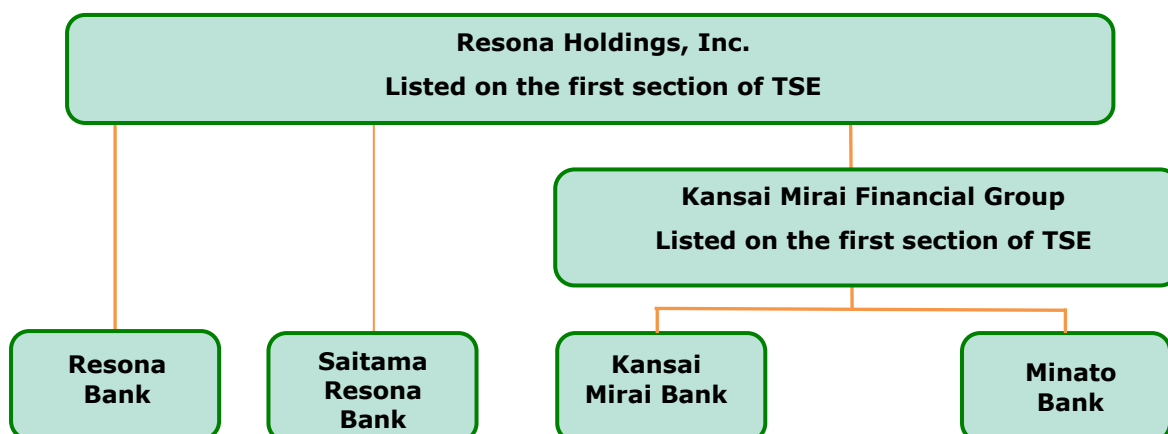 Resona Holdings, Inc.
Listed on the first section of TSE
Kansai Mirai Financial Group
Listed on the first section of TSE
Resona
Bank
Saitama
Resona
Bank
Kansai
Mirai Bank
Minato
Bank